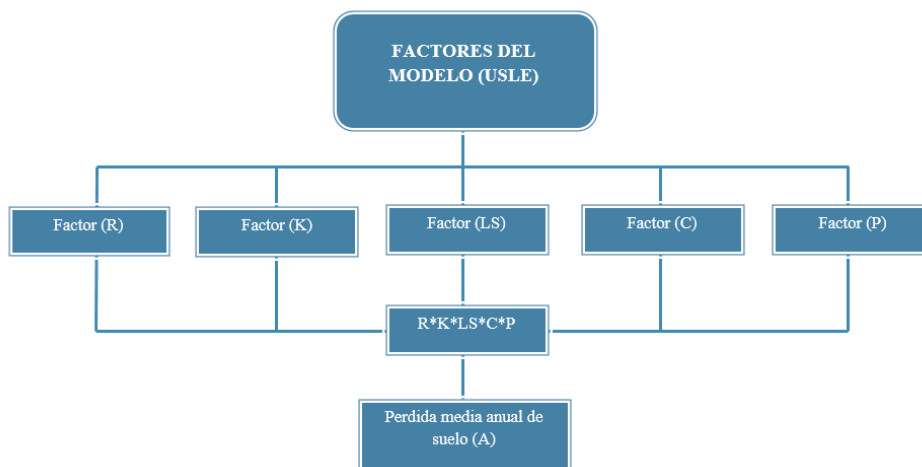 FACTORES DEL
MODELO (USLE)
Factor (R)
Factor (K)
Factor (LS)
Factor (C)
Factor (P)
R*K*LS*C*P
Perdida media anual de
suelo (A)